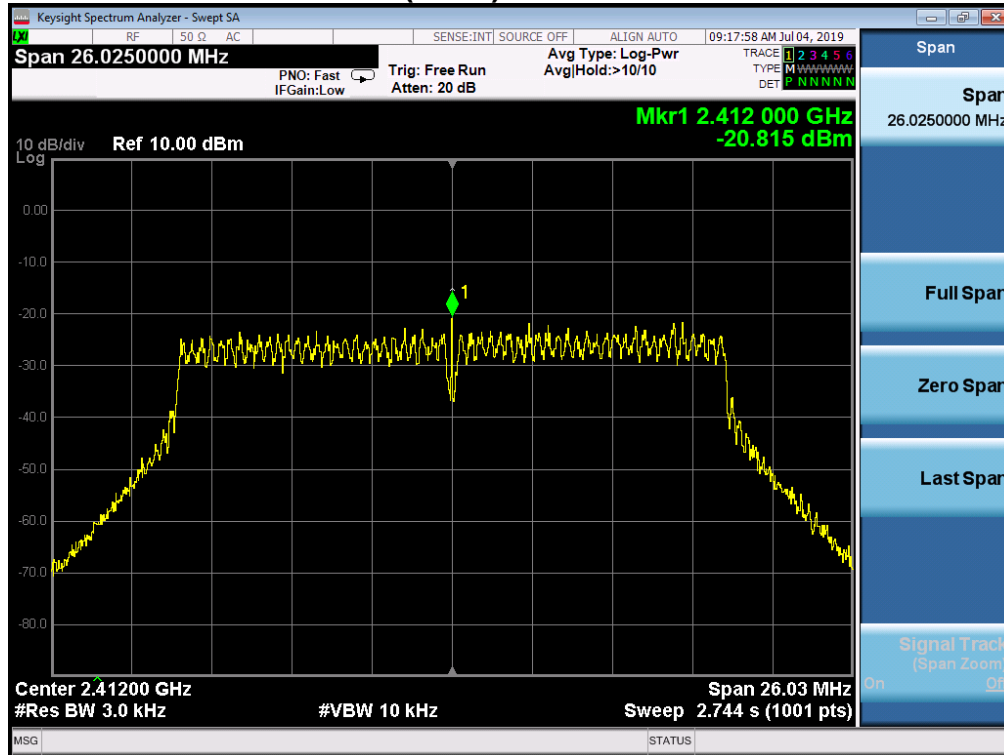 Keysight Spectrum Analyzer - Swept SA
LXI RF 50 Ω AC SENSE:INT SOURCE OFF ALIGN AUTO 09:17:58 AM Jul 04, 2019
Span 26.0250000 MHz
PNO: Fast
IFGain:Low
Trig: Free Run
Atten: 20 dB
Avg Type: Log-Pwr
Avg|Hold:>10/10
TRACE 1 2 3 4 5 6
TYPE M WWWWW
DET P N N N N N
Mkr1 2.412 000 GHz
-20.815 dBm
10 dB/div Ref 10.00 dBm
Log
0.00
-10.0
-20.0
-30.0
-40.0
-50.0
-60.0
-70.0
-80.0
1
Center 2.41200 GHz
Span 26.03 MHz
#Res BW 3.0 kHz
#VBW 10 kHz
Sweep 2.744 s (1001 pts)
MSG
STATUS
Span
Span
26.0250000 MHz
Full Span
Zero Span
Last Span
Signal Track
(Span Zoom)
On Off